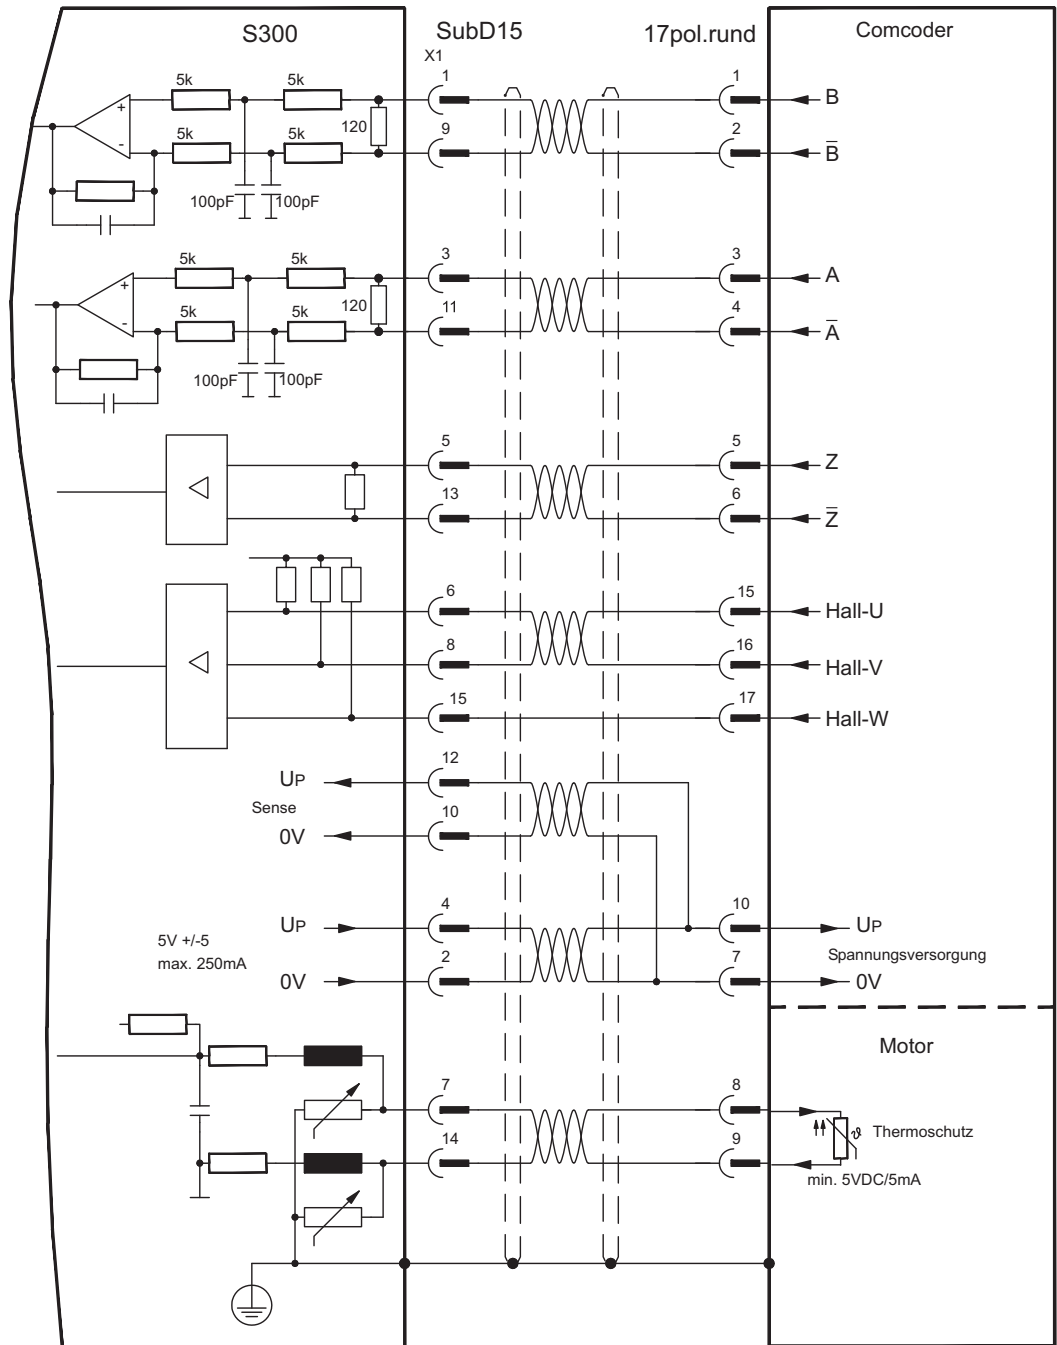 S300 SubD15 17pol.rund Comcoder
X1
5k 5k 1 1 B
+
120
5k 5k 9 2 B̅
-
100pF 100pF
5k 5k 3 3 A
+
120
5k 5k 11 4 A̅
-
100pF 100pF
5 5 Z
13 6 Z̅
6 15 Hall-U
8 16 Hall-V
15 17 Hall-W
UP 12
Sense
0V 10
UP 4 10 UP
5V +/-5
max. 250mA
Spannungsversorgung
0V 2 7 0V
Motor
7 8
ϑ Thermoschutz
14 9
min. 5VDC/5mA